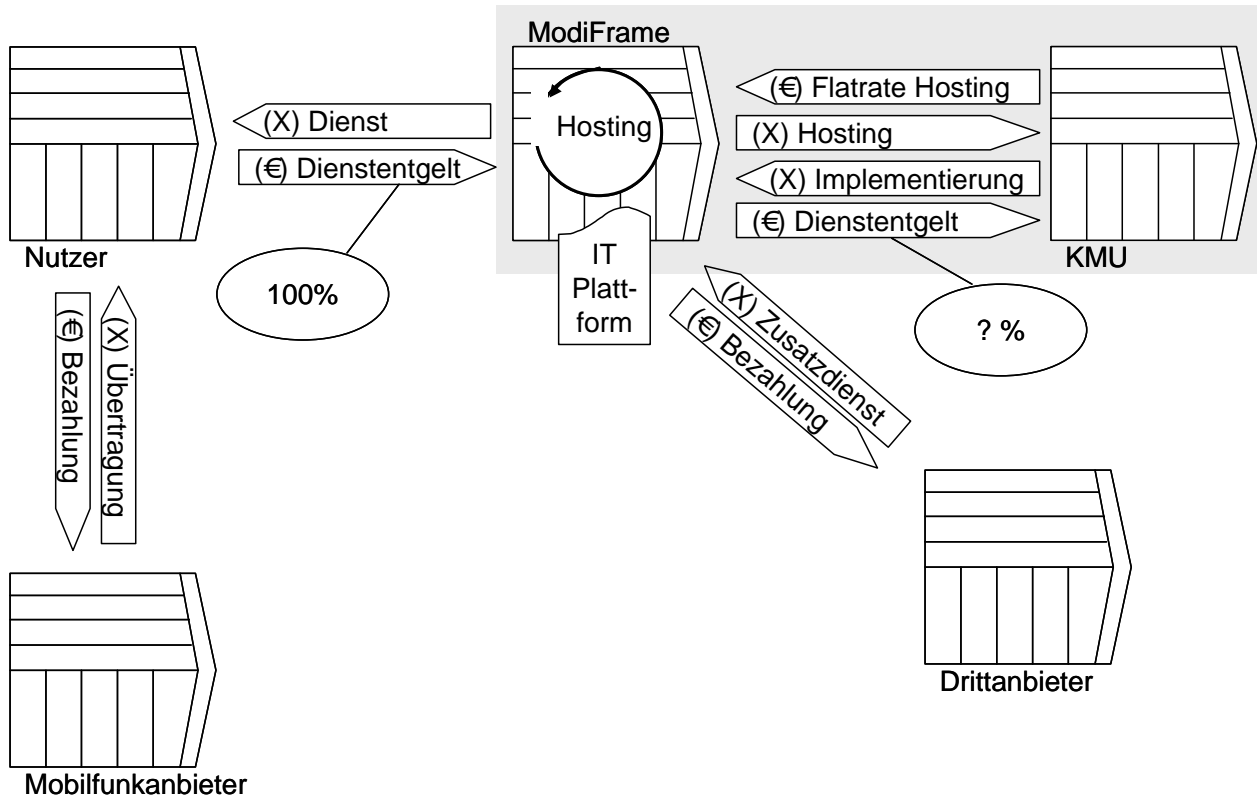 ModiFrame
(€) Flatrate Hosting
(X) Dienst
Hosting
(X) Hosting
(€) Dienstentgelt
(X) Implementierung
(€) Dienstentgelt
Nutzer
IT
Platt-
form
KMU
100%
? %
(X) Zusatzdienst
(€) Bezahlung
(€) Bezahlung
(X) Übertragung
Drittanbieter
Mobilfunkanbieter